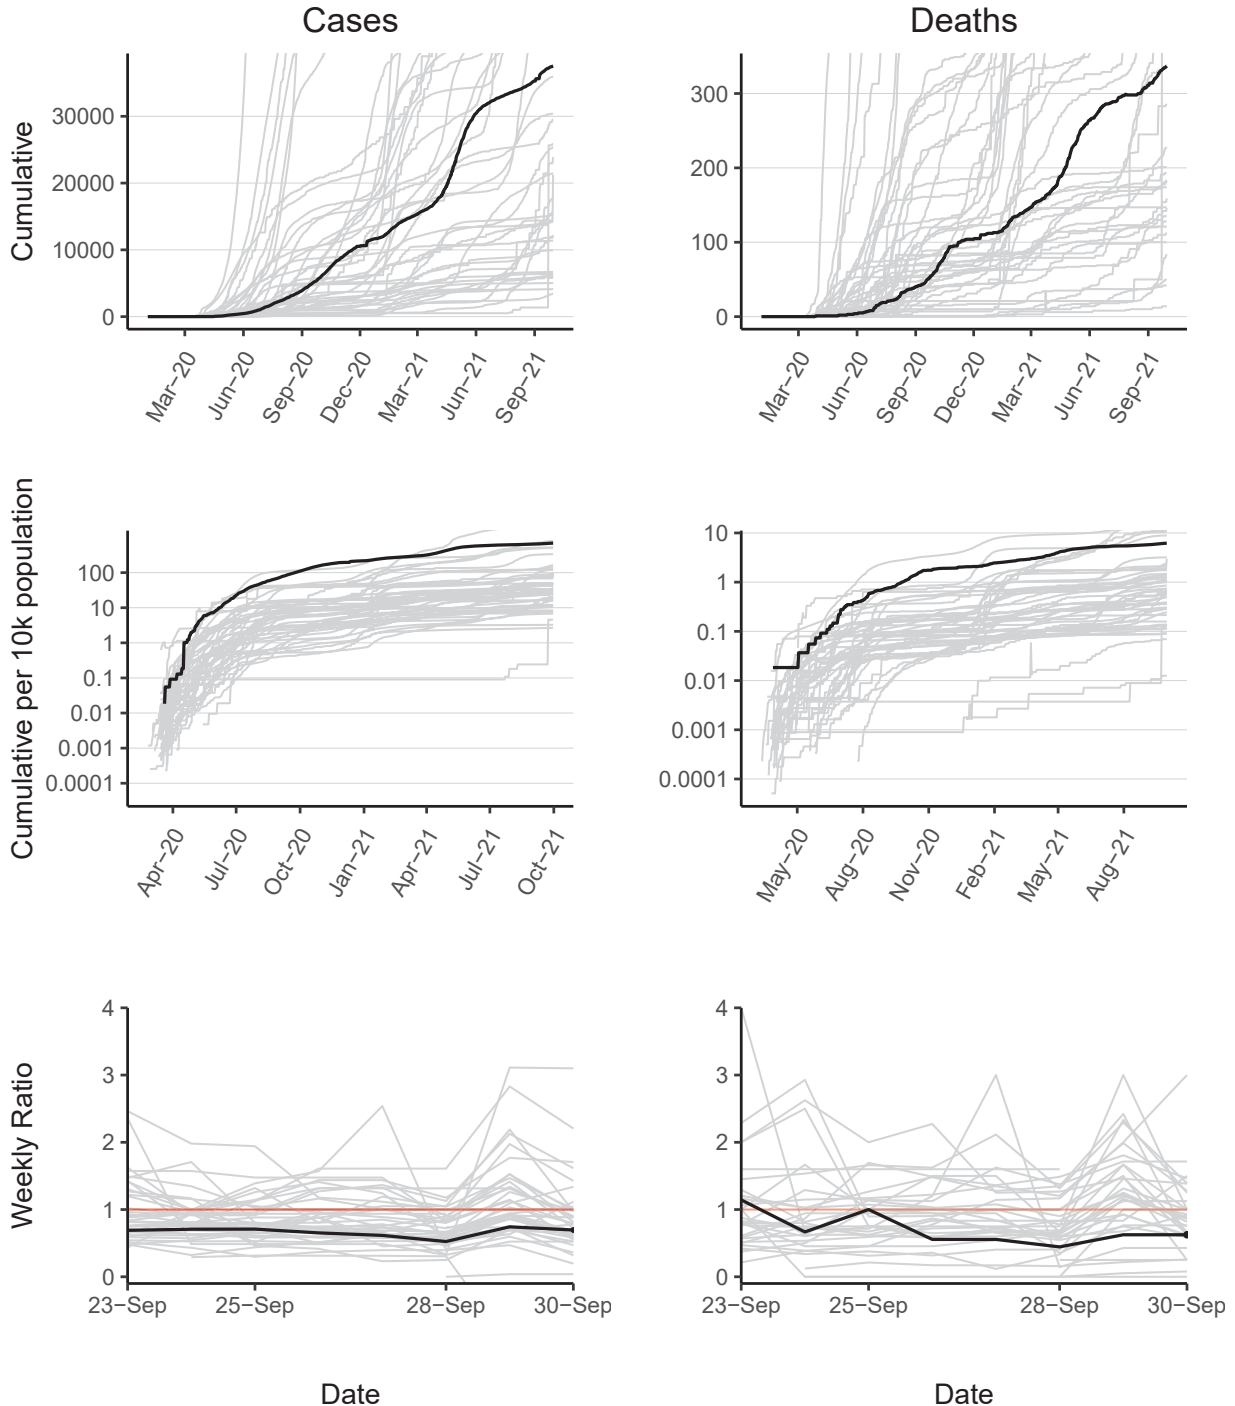 Cases
Deaths
Cumulative
30000
20000
10000
0
Mar−20
Jun−20
Sep−20
Dec−20
Mar−21
Jun−21
Sep−21
300
200
100
0
Mar−20
Jun−20
Sep−20
Dec−20
Mar−21
Jun−21
Sep−21
Cumulative per 10k population
100
10
1
0.1
0.01
0.001
0.0001
Apr−20
Jul−20
Oct−20
Jan−21
Apr−21
Jul−21
Oct−21
10
1
0.1
0.01
0.001
0.0001
May−20
Aug−20
Nov−20
Feb−21
May−21
Aug−21
Weekly Ratio
4
3
2
1
0
23−Sep
25−Sep
28−Sep
30−Sep
4
3
2
1
0
23−Sep
25−Sep
28−Sep
30−Sep
Date
Date